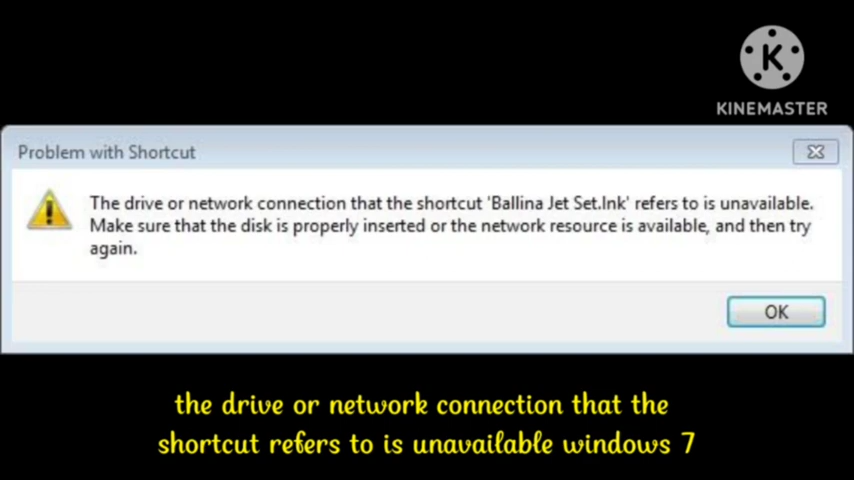 K
KINEMASTER
Problem with Shortcut
The drive or network connection that the shortcut 'Ballina Jet Set.lnk' refers to is unavailable.
Make sure that the disk is properly inserted or the network resource is available, and then try
again.
OK
the drive or network connection that the
shortcut refers to is unavailable windows 7